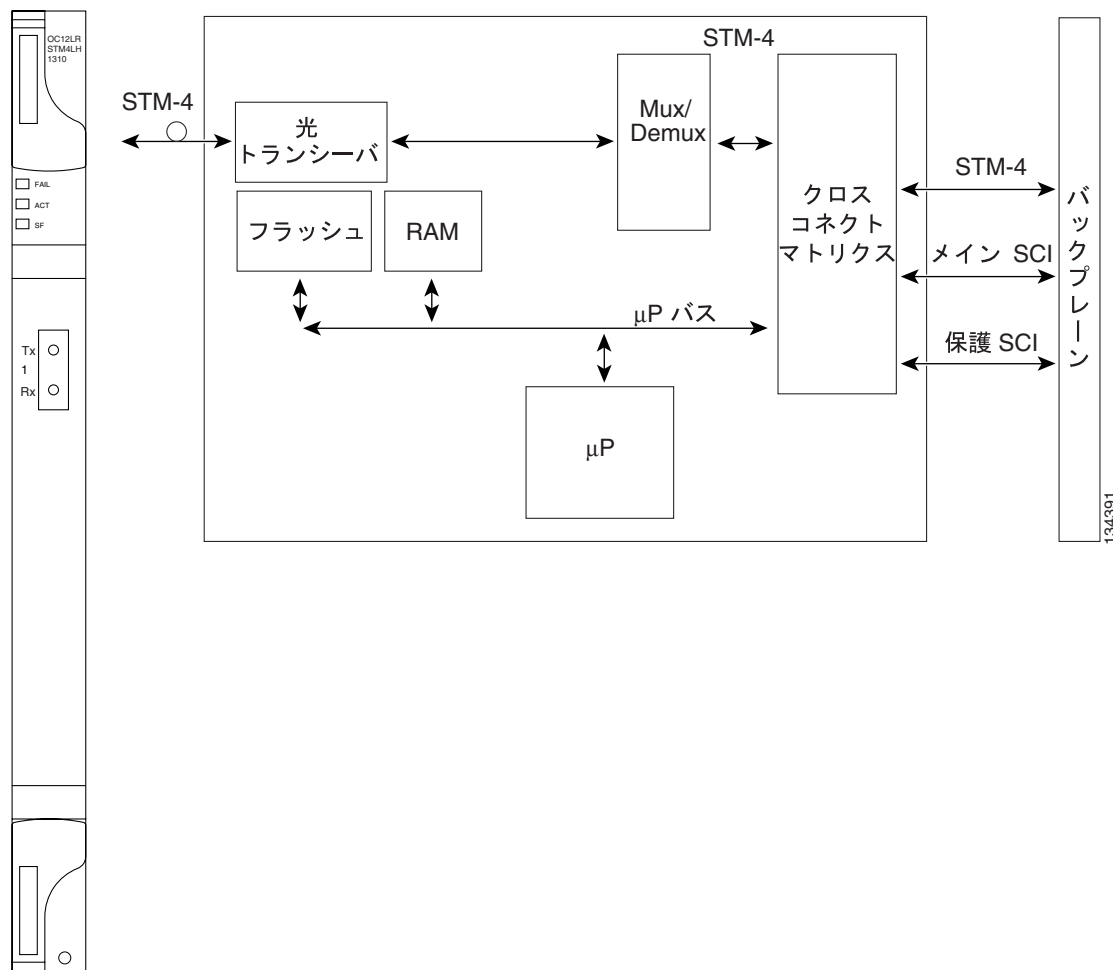 OC12LR
STM4LH
1310
FAIL
ACT
SF
Tx
1
Rx
STM-4
光
トランシーバ
フラッシュ
RAM
Mux/
Demux
STM-4
クロス
コネクト
マトリクス
μP バス
μP
STM-4
メイン SCI
保護 SCI
バックプレーン
134391